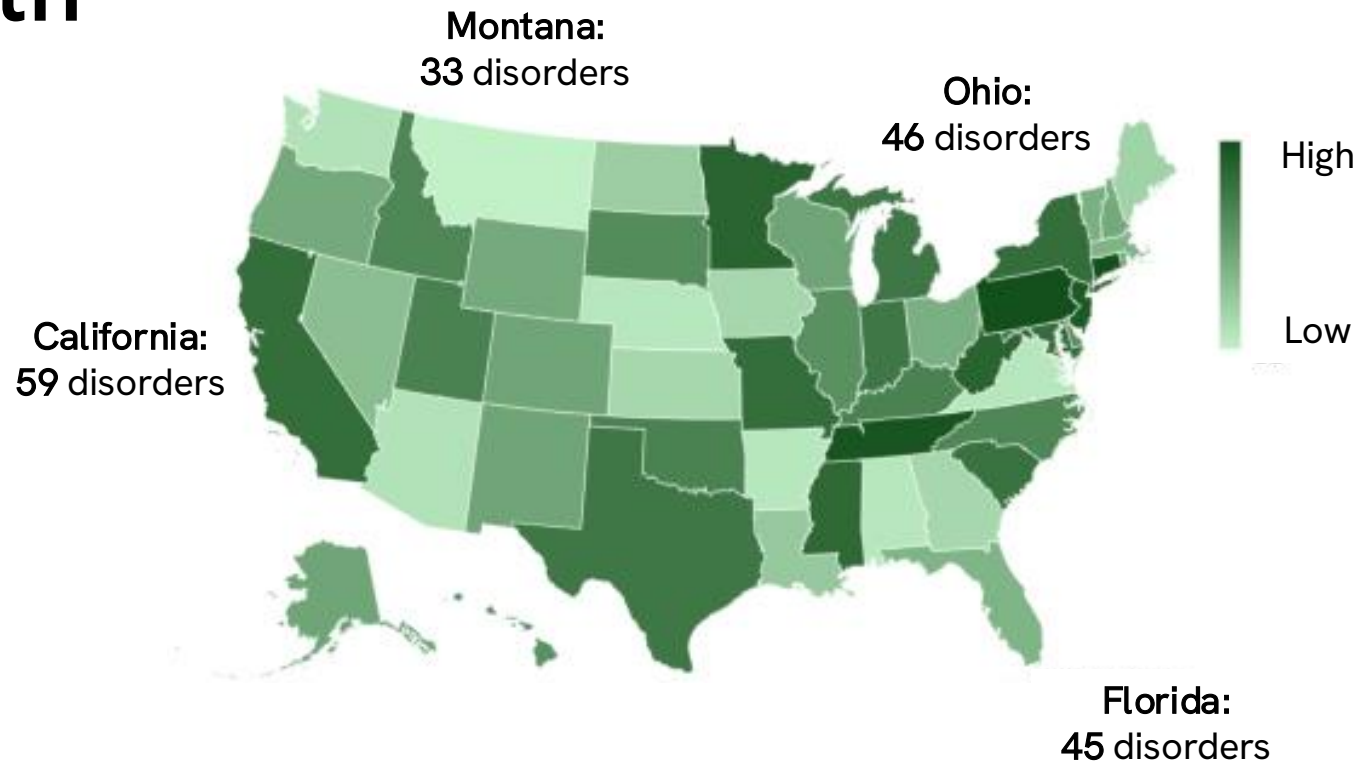 Montana:
33 disorders
Ohio:
46 disorders
High
California:
59 disorders
Low
Florida:
45 disorders